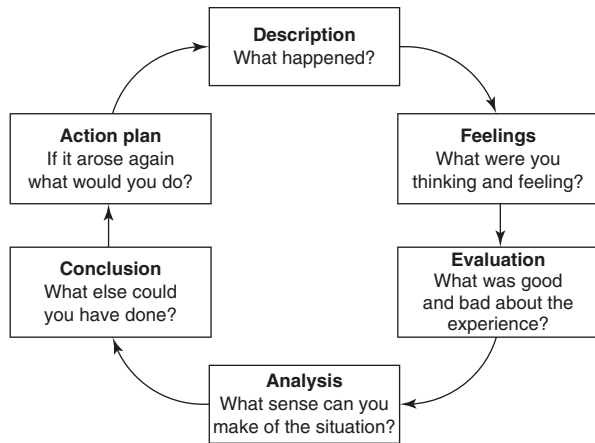 Description
What happened?
Feelings
What were you
thinking and feeling?
Evaluation
What was good
and bad about the
experience?
Analysis
What sense can you
make of the situation?
Conclusion
What else could
you have done?
Action plan
If it arose again
what would you do?